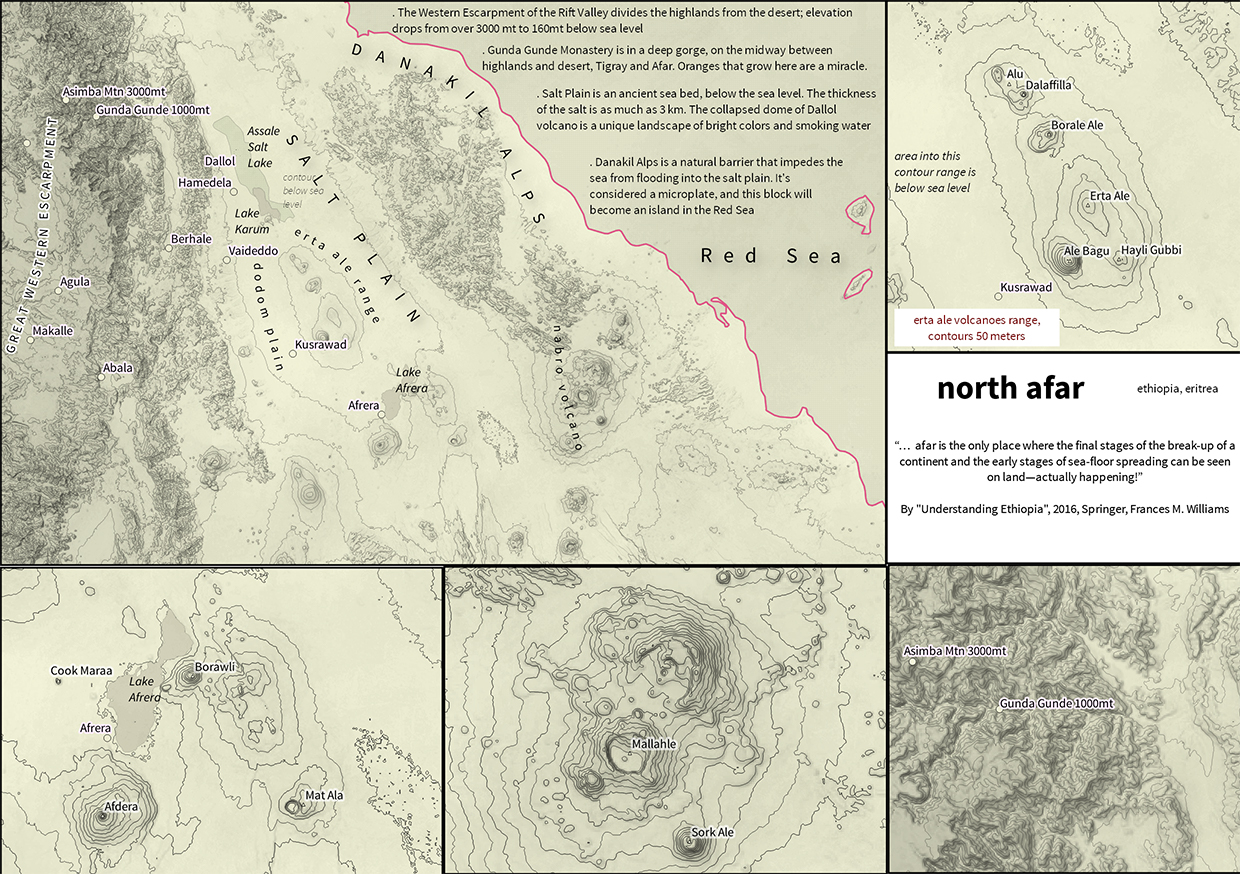 . The Western Escarpment of the Rift Valley divides the highlands from the desert; elevation
drops from over 3000 mt to 160mt below sea level
. Gunda Gunde Monastery is in a deep gorge, on the midway between
highlands and desert, Tigray and Afar. Oranges that grow here are a miracle.
. Salt Plain is an ancient sea bed, below the sea level. The thickness
of the salt is as much as 3 km. The collapsed dome of Dallol
volcano is a unique landscape of bright colors and smoking water
. Danakil Alps is a natural barrier that impedes the
sea from flooding into the salt plain. It's
considered a microplate, and this block will
become an island in the Red Sea
DANAKIL ALPS
Red Sea
Asimba Mtn 3000mt
Gunda Gunde 1000mt
GREAT WESTERN ESCARPMENT
Assale
Salt
Lake
SALT PLAIN
Dallol
contour
below sea
level
Hamedela
Lake
Karum
Berhale
Vaideddo
erta ale range
dodom plain
Agula
Makalle
Kusrawad
Abala
Lake
Afrera
Afrera
nabro volcano
Alu
Dalaffilla
Borale Ale
area into this
contour range is
below sea level
Erta Ale
Ale Bagu
Hayli Gubbi
Kusrawad
erta ale volcanoes range,
contours 50 meters
north afar
ethiopia, eritrea
“… afar is the only place where the final stages of the break-up of a
continent and the early stages of sea-floor spreading can be seen
on land—actually happening!”
By "Understanding Ethiopia", 2016, Springer, Frances M. Williams
Cook Maraa
Borawli
Lake
Afrera
Afrera
Afdera
Mat Ala
Mallahle
Sork Ale
Asimba Mtn 3000mt
Gunda Gunde 1000mt